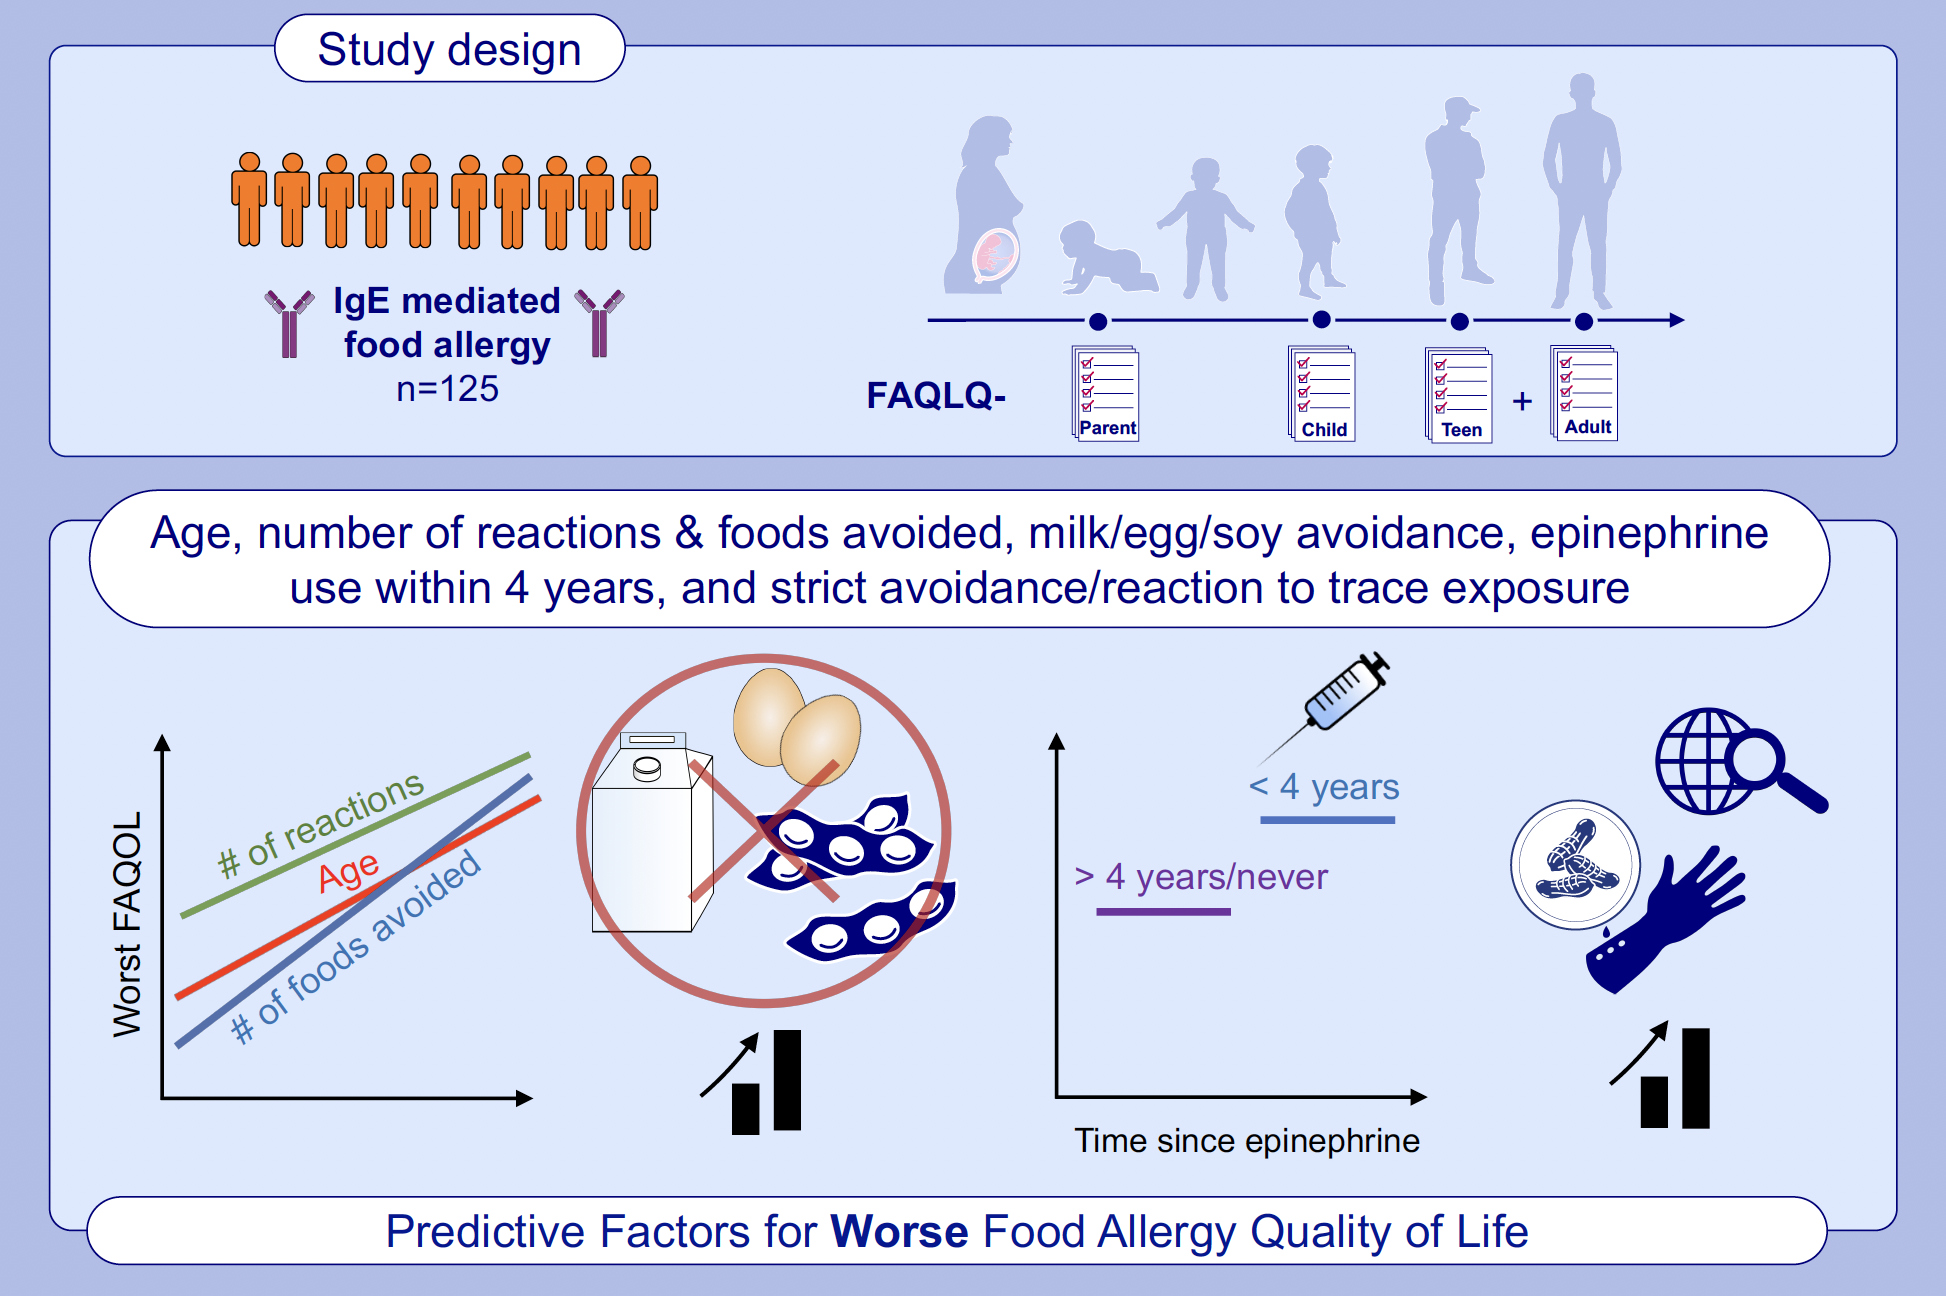 Study design
IgE mediated
food allergy
n=125
FAQLQ-
Parent
Child
Teen
+
Adult
Age, number of reactions & foods avoided, milk/egg/soy avoidance, epinephrine
use within 4 years, and strict avoidance/reaction to trace exposure
Worst FAQOL
# of reactions
Age
# of foods avoided
< 4 years
> 4 years/never
Time since epinephrine
Predictive Factors for Worse Food Allergy Quality of Life